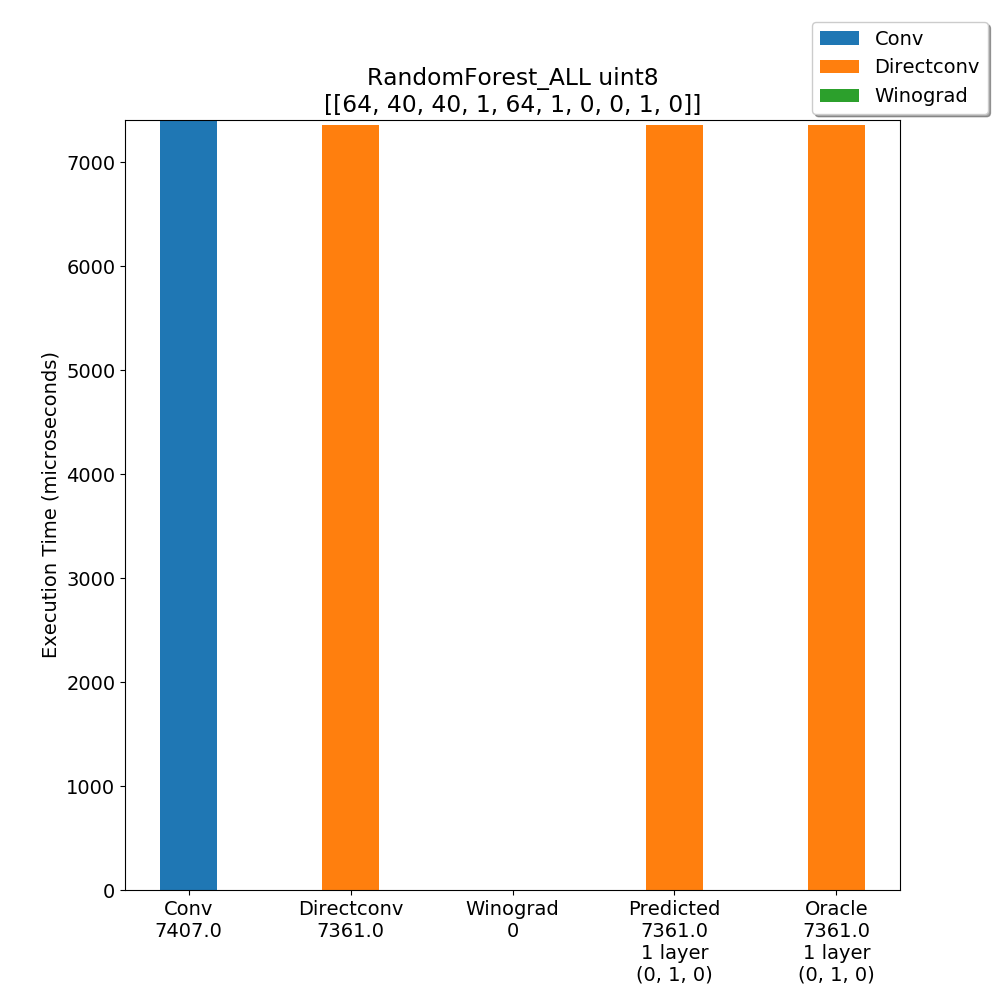 Conv
Directconv
Winograd
RandomForest_ALL uint8
[[64, 40, 40, 1, 64, 1, 0, 0, 1, 0]]
Execution Time (microseconds)
7000
6000
5000
4000
3000
2000
1000
0
Conv
7407.0
Directconv
7361.0
Winograd
0
Predicted
7361.0
1 layer
(0, 1, 0)
Oracle
7361.0
1 layer
(0, 1, 0)